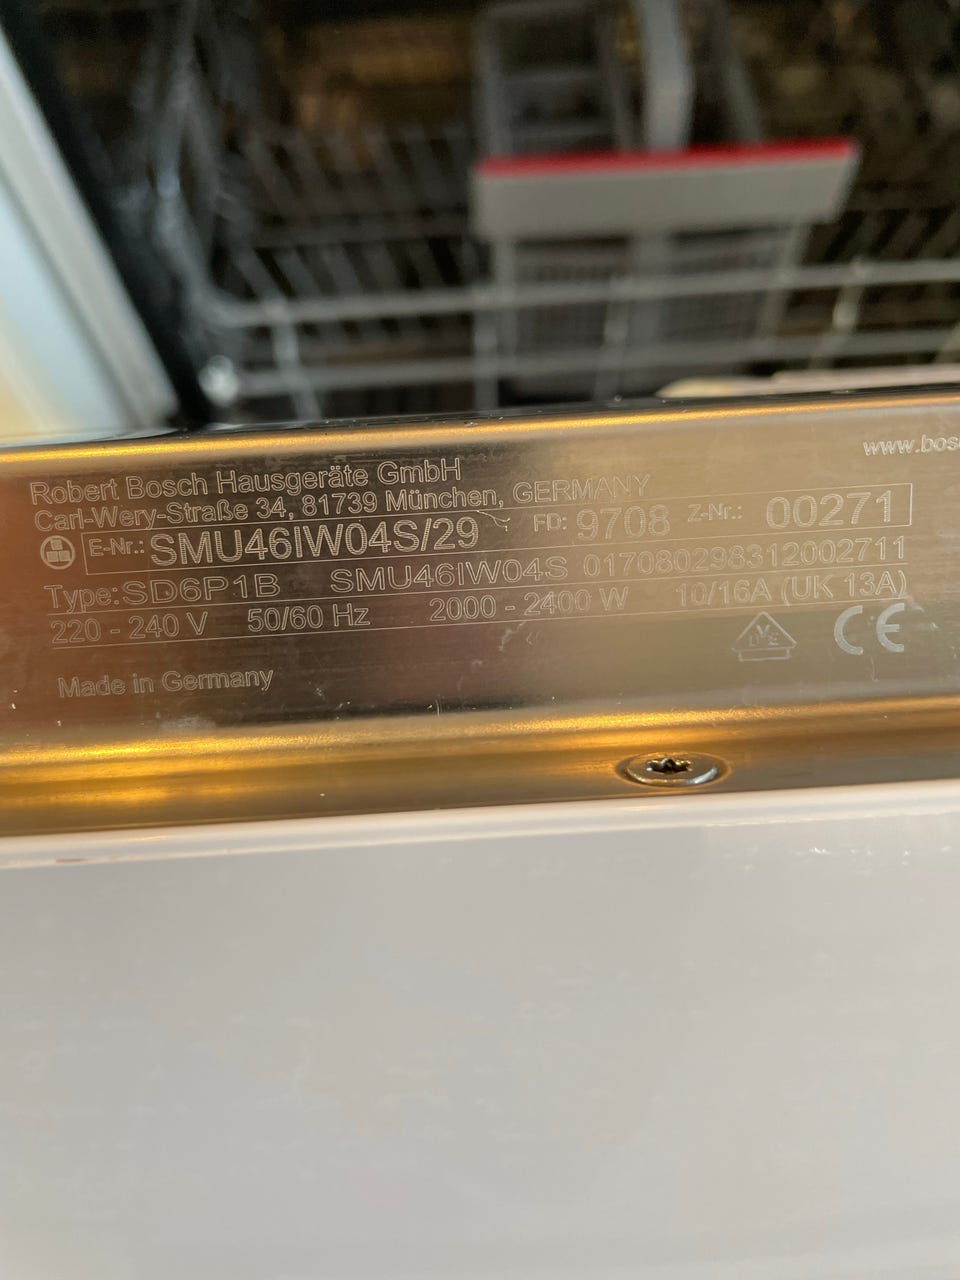 www.bos
Robert Bosch Hausgeräte GmbH
Carl-Wery-Straße 34, 81739 München, GERMANY
E-Nr.: SMU46IW04S/29 FD: 9708 Z-Nr.: 00271
Type: SD6P1B SMU46IW04S 017080298312002711
220 - 240 V 50/60 Hz 2000 - 2400 W 10/16A (UK 13A)
VDE CE
Made in Germany